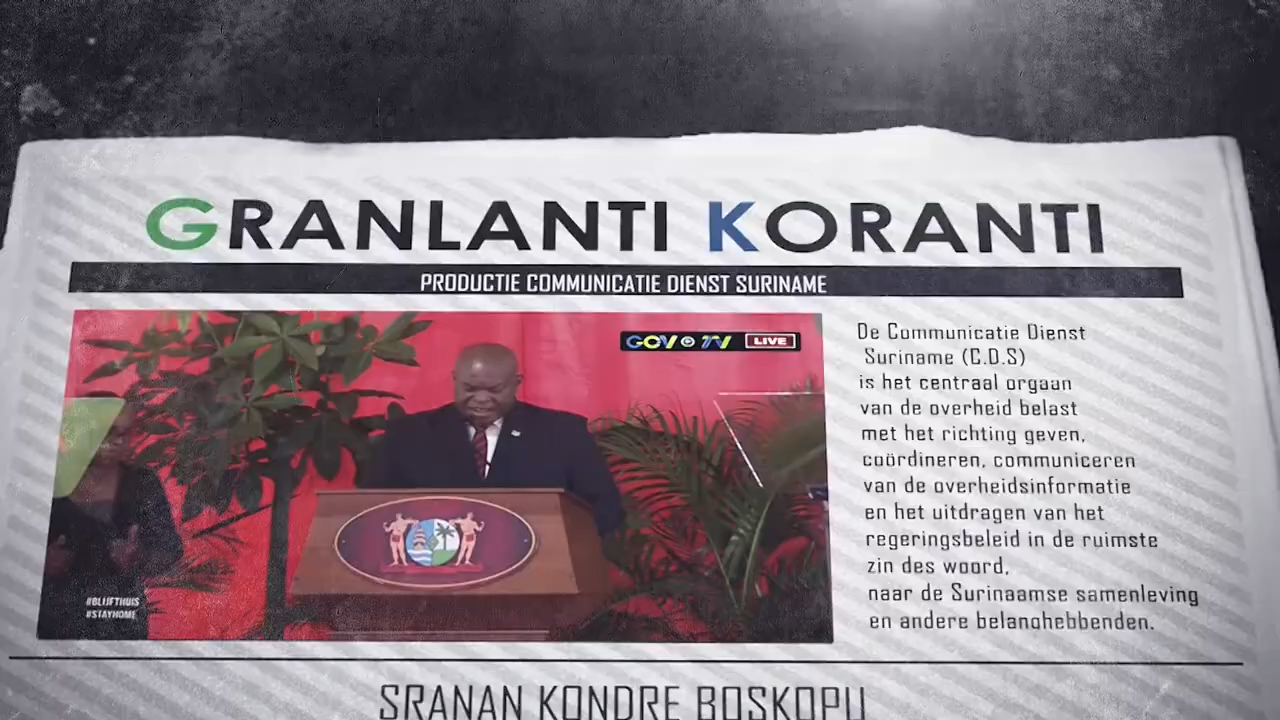 GRANLANTI KORANTI
PRODUCTIE COMMUNICATIE DIENST SURINAME
GOV TV LIVE
#BLIJFTHUIS
#STAYHOME
De Communicatie Dienst
Suriname (C.D.S)
is het centraal orgaan
van de overheid belast
met het richting geven,
coördineren, communiceren
van de overheidsinformatie
en het uitdragen van het
regeringsbeleid in de ruimste
zin des woord,
naar de Surinaamse samenleving
en andere belanghebbenden.
SRANAN KONDRE BOSKOPU